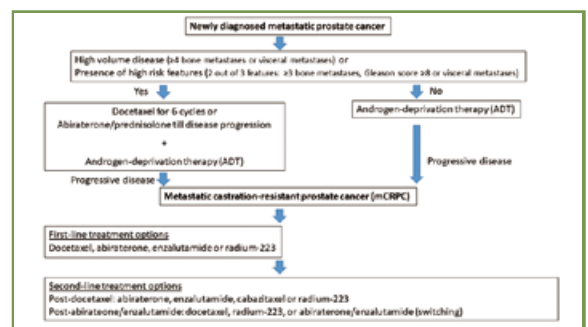 Newly diagnosed metastatic prostate cancer
High volume disease (≥4 bone metastases or visceral metastases) or
Presence of high risk features (2 out of 3 features: ≥3 bone metastases, Gleason score ≥8 or visceral metastases)
Yes
No
Docetaxel for 6 cycles or
Abiraterone/prednisolone till disease progression
+
Androgen-deprivation therapy (ADT)
Androgen-deprivation therapy (ADT)
Progressive disease
Progressive disease
Metastatic castration-resistant prostate cancer (mCRPC)
First-line treatment options
Docetaxel, abiraterone, enzalutamide or radium-223
Second-line treatment options
Post-docetaxel: abiraterone, enzalutamide, cabazitaxel or radium-223
Post-abirateone/enzalutamide: docetaxel, radium-223, or abiraterone/enzalutamide (switching)